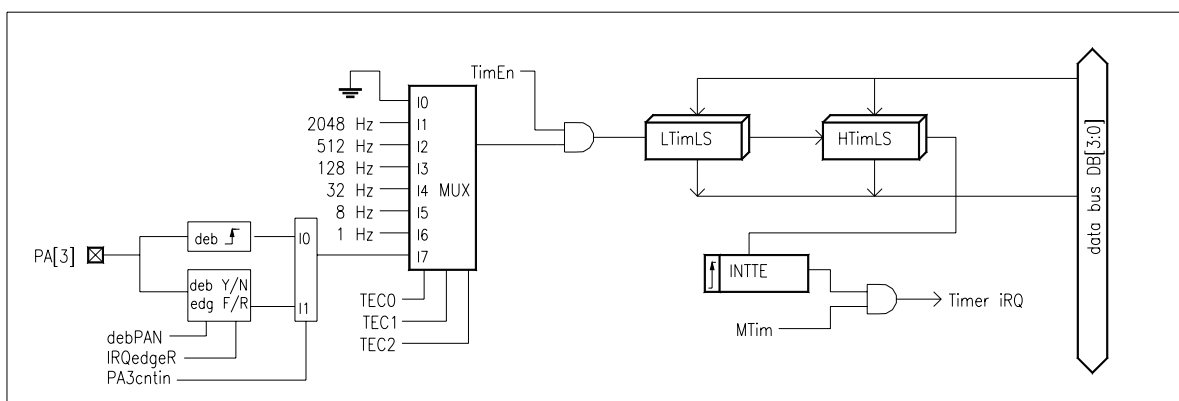 TimEn
I0
2048 Hz I1
512 Hz I2
128 Hz I3
32 Hz I4 MUX
8 Hz I5
1 Hz I6
I7
LTimLS
HTimLS
data bus DB[3:0]
PA[3]
deb
I0
deb Y/N
edg F/R
I1
debPAN
IRQedgeR
PA3cntin
TEC0
TEC1
TEC2
INTTE
MTim
Timer iRQ